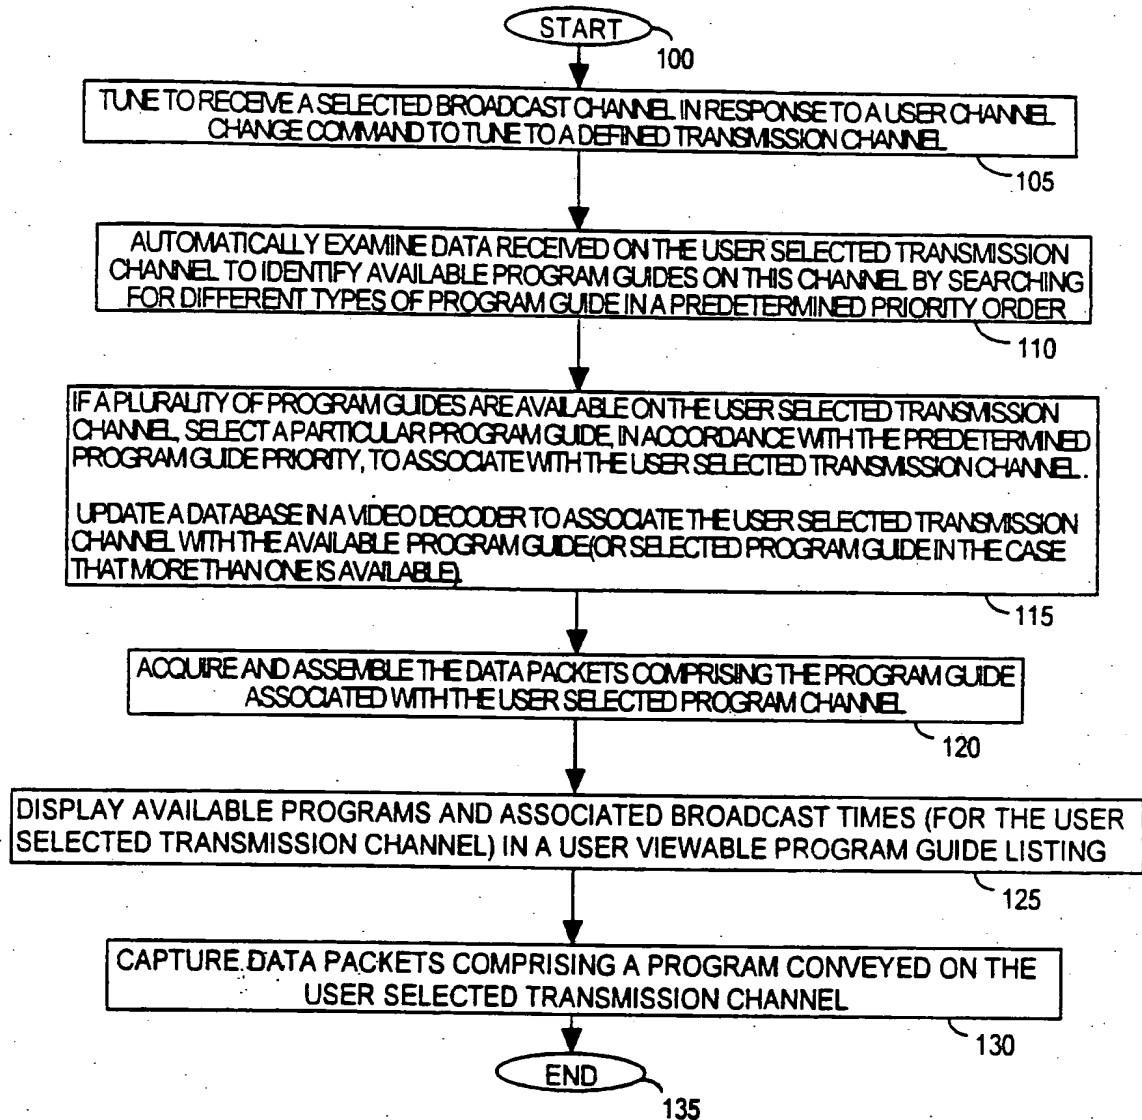 START
100
TUNE TO RECEIVE A SELECTED BROADCAST CHANNEL IN RESPONSE TO A USER CHANNEL
CHANGE COMMAND TO TUNE TO A DEFINED TRANSMISSION CHANNEL
105
AUTOMATICALLY EXAMINE DATA RECEIVED ON THE USER SELECTED TRANSMISSION
CHANNEL TO IDENTIFY AVAILABLE PROGRAM GUIDES ON THIS CHANNEL BY SEARCHING
FOR DIFFERENT TYPES OF PROGRAM GUIDE IN A PREDETERMINED PRIORITY ORDER
110
IF A PLURALITY OF PROGRAM GUIDES ARE AVAILABLE ON THE USER SELECTED TRANSMISSION
CHANNEL, SELECT A PARTICULAR PROGRAM GUIDE, IN ACCORDANCE WITH THE PREDETERMINED
PROGRAM GUIDE PRIORITY, TO ASSOCIATE WITH THE USER SELECTED TRANSMISSION CHANNEL.
UPDATE A DATABASE IN A VIDEO DECODER TO ASSOCIATE THE USER SELECTED TRANSMISSION
CHANNEL WITH THE AVAILABLE PROGRAM GUIDE (OR SELECTED PROGRAM GUIDE IN THE CASE
THAT MORE THAN ONE IS AVAILABLE).
115
ACQUIRE AND ASSEMBLE THE DATA PACKETS COMPRISING THE PROGRAM GUIDE
ASSOCIATED WITH THE USER SELECTED PROGRAM CHANNEL
120
DISPLAY AVAILABLE PROGRAMS AND ASSOCIATED BROADCAST TIMES (FOR THE USER
SELECTED TRANSMISSION CHANNEL) IN A USER VIEWABLE PROGRAM GUIDE LISTING
125
CAPTURE DATA PACKETS COMPRISING A PROGRAM CONVEYED ON THE
USER SELECTED TRANSMISSION CHANNEL
130
END
135